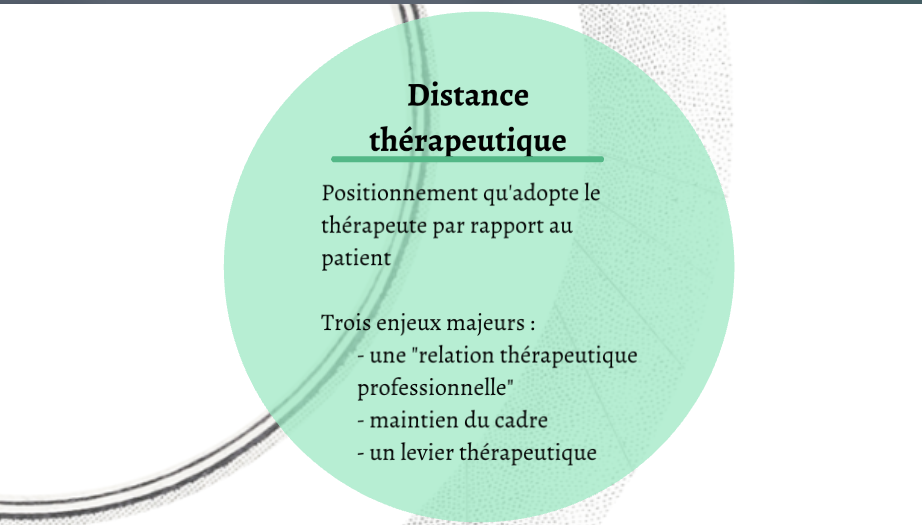 Distance
thérapeutique
Positionnement qu'adopte le
thérapeute par rapport au
patient
Trois enjeux majeurs :
- une "relation thérapeutique
professionnelle"
- maintien du cadre
- un levier thérapeutique